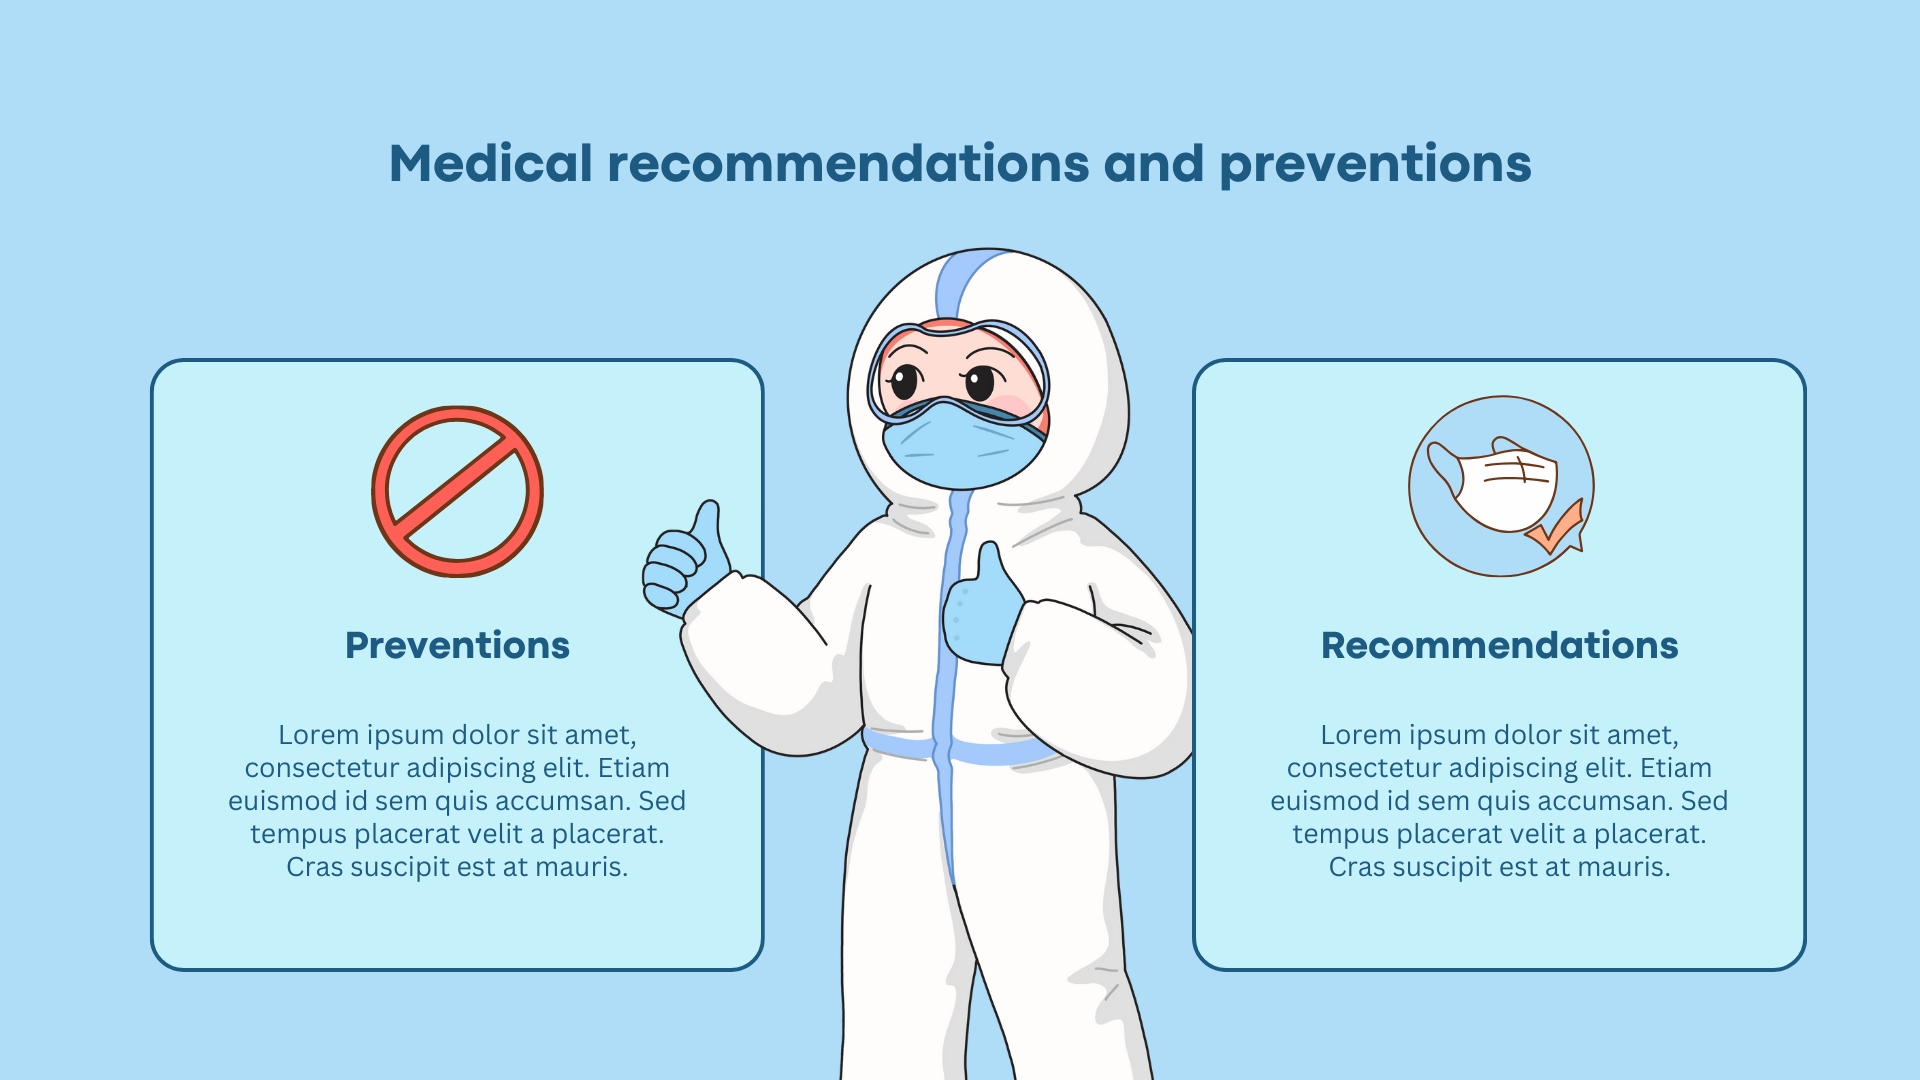 Medical recommendations and preventions
Preventions
Lorem ipsum dolor sit amet,
consectetur adipiscing elit. Etiam
euismod id sem quis accumsan. Sed
tempus placerat velit a placerat.
Cras suscipit est at mauris.
Recommendations
Lorem ipsum dolor sit amet,
consectetur adipiscing elit. Etiam
euismod id sem quis accumsan. Sed
tempus placerat velit a placerat.
Cras suscipit est at mauris.